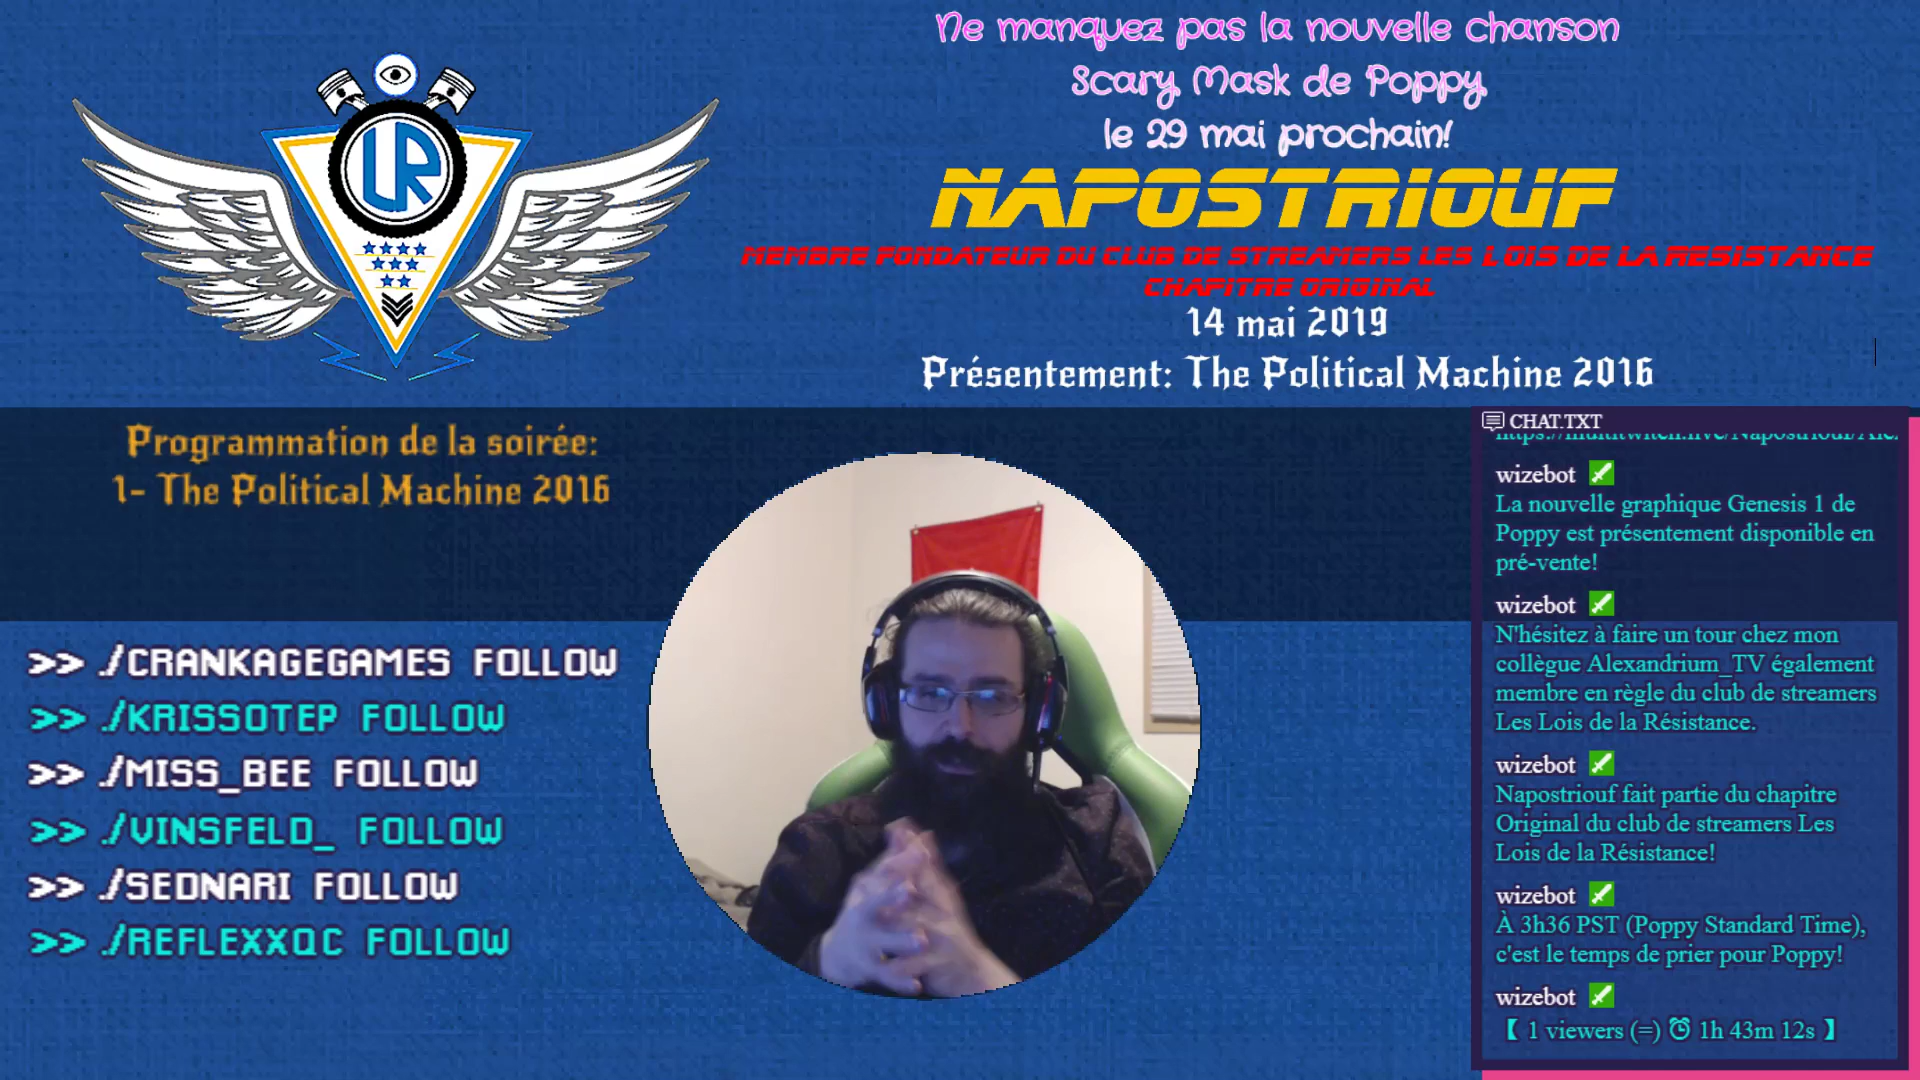 Ne manquez pas la nouvelle chanson
Scary Mask de Poppy
le 29 mai prochain!
NAPOSTRIOUF
MEMBRE FONDATEUR DU CLUB DE STREAMERS LES LOIS DE LA RESISTANCE
CHAPITRE ORIGINAL
14 mai 2019
Présentement: The Political Machine 2016
LR
Programmation de la soirée:
1- The Political Machine 2016
>> ./CRANKAGEGAMES FOLLOW
>> ./KRISSOTEP FOLLOW
>> ./MISS_BEE FOLLOW
>> ./VINSFELD_ FOLLOW
>> ./SEDNARI FOLLOW
>> ./REFLEXXQC FOLLOW
CHAT.TXT
wizebot
La nouvelle graphique Genesis 1 de
Poppy est présentement disponible en
pré-vente!
wizebot
N'hésitez à faire un tour chez mon
collègue Alexandrium_TV également
membre en règle du club de streamers
Les Lois de la Résistance.
wizebot
Napostriouf fait partie du chapitre
Original du club de streamers Les
Lois de la Résistance!
wizebot
À 3h36 PST (Poppy Standard Time),
c'est le temps de prier pour Poppy!
wizebot
【 1 viewers (=) ⏰ 1h 43m 12s 】